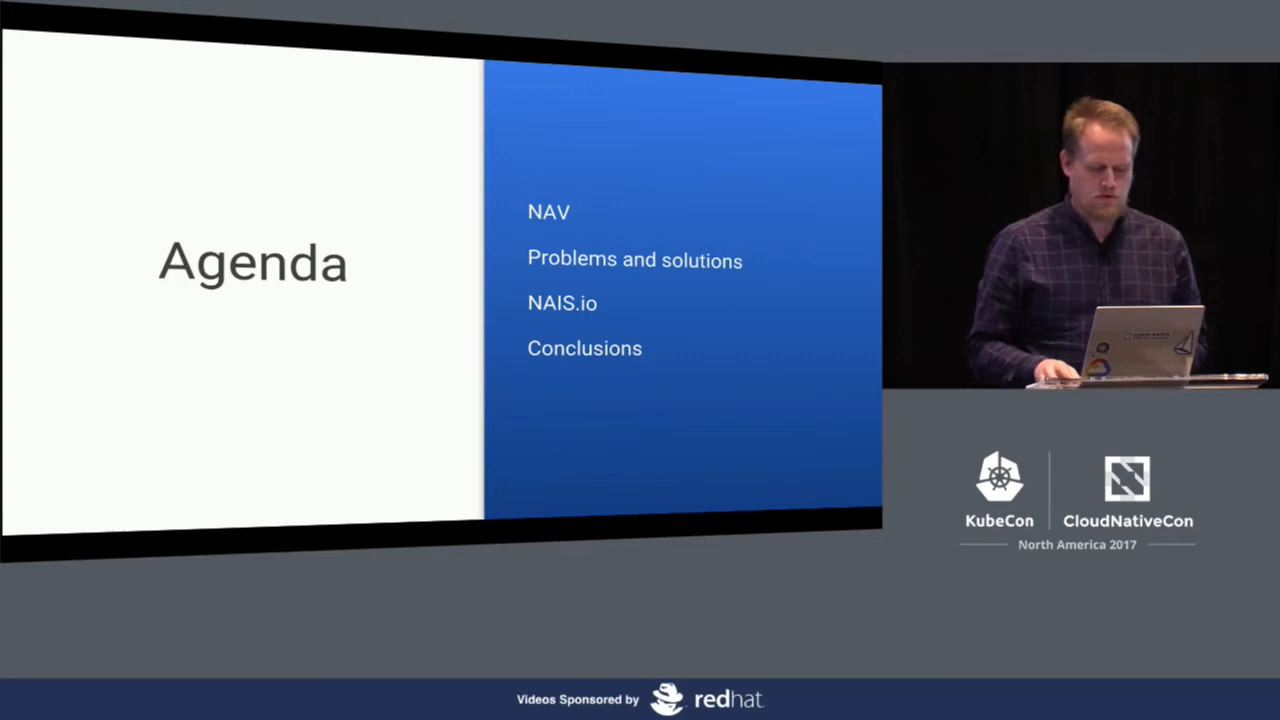 Agenda
NAV
Problems and solutions
NAIS.io
Conclusions
KubeCon
CloudNativeCon
North America 2017
Videos Sponsored by
redhat.